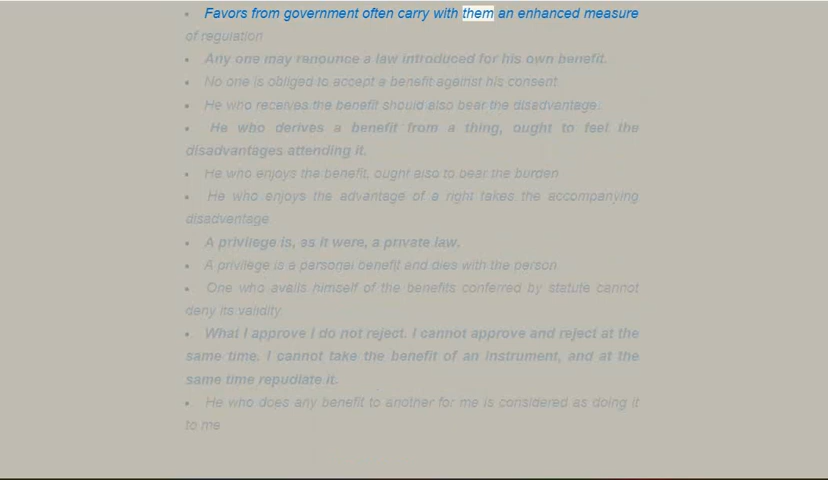 • Favors from government often carry with them an enhanced measure
of regulation
• Any one may renounce a law introduced for his own benefit.
• No one is obliged to accept a benefit against his consent
• He who receives the benefit should also bear the disadvantage.
• He who derives a benefit from a thing, ought to feel the
disadvantages attending it.
• He who enjoys the benefit, ought also to bear the burden
• He who enjoys the advantage of a right takes the accompanying
disadvantage
• A privilege is, as it were, a private law.
• A privilege is a personal benefit and dies with the person
• One who avails himself of the benefits conferred by statute cannot
deny its validity
• What I approve I do not reject. I cannot approve and reject at the
same time. I cannot take the benefit of an instrument, and at the
same time repudiate it.
• He who does any benefit to another for me is considered as doing it
to me